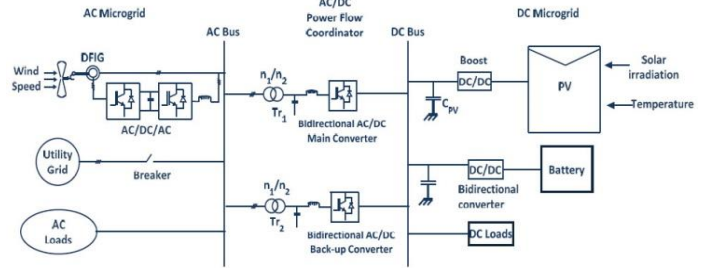 AC Microgrid
AC/DC
Power Flow
Coordinator
DC Microgrid
AC Bus
DC Bus
DFIG
Wind
Speed
AC/DC/AC
n1/n2
Tr1
Bidirectional AC/DC
Main Converter
Boost
DC/DC
CPV
PV
Solar
irradiation
Temperature
Utility
Grid
Breaker
DC/DC
Bidirectional
converter
Battery
AC
Loads
n1/n2
Tr2
Bidirectional AC/DC
Back-up Converter
DC Loads